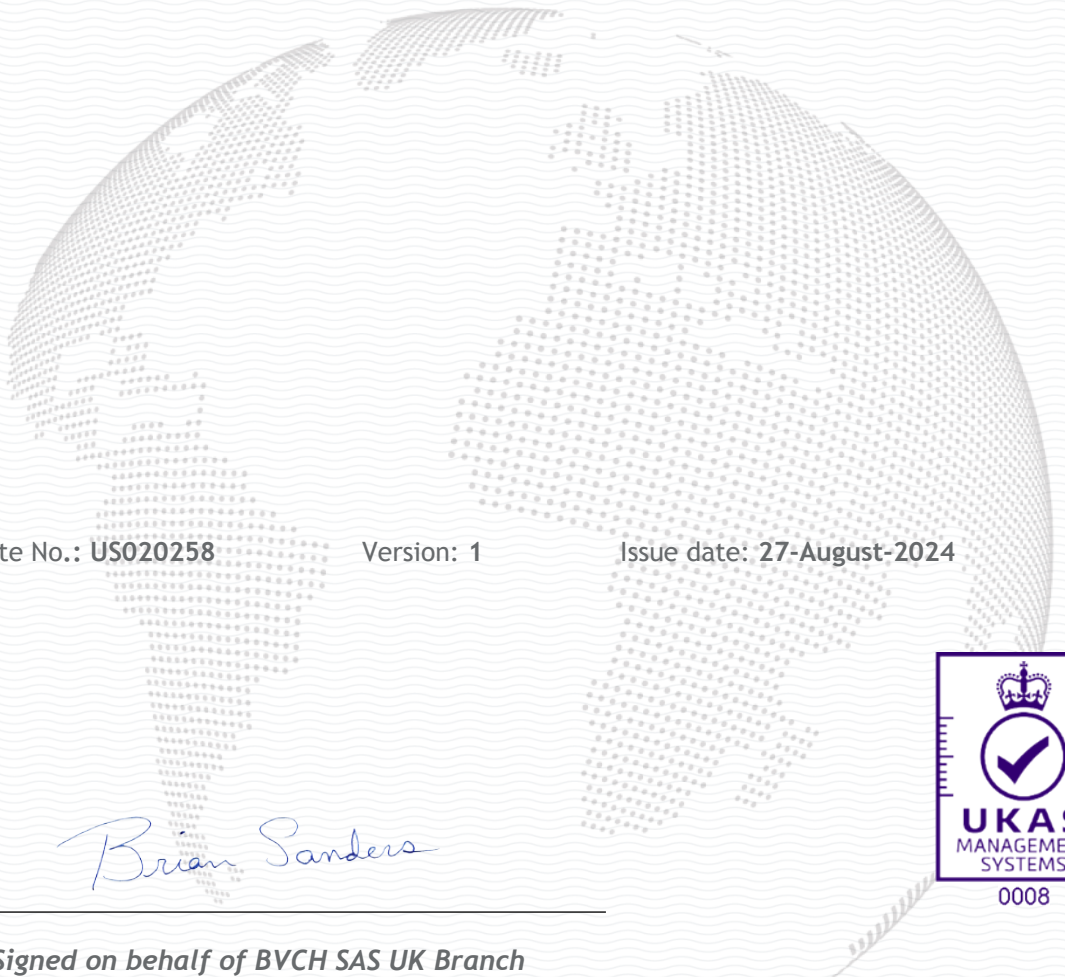 te No.: US020258 Version: 1 Issue date: 27-August-2024
Brian Sanders
UKAS
MANAGEME
SYSTEMS
0008
Signed on behalf of BVCH SAS UK Branch